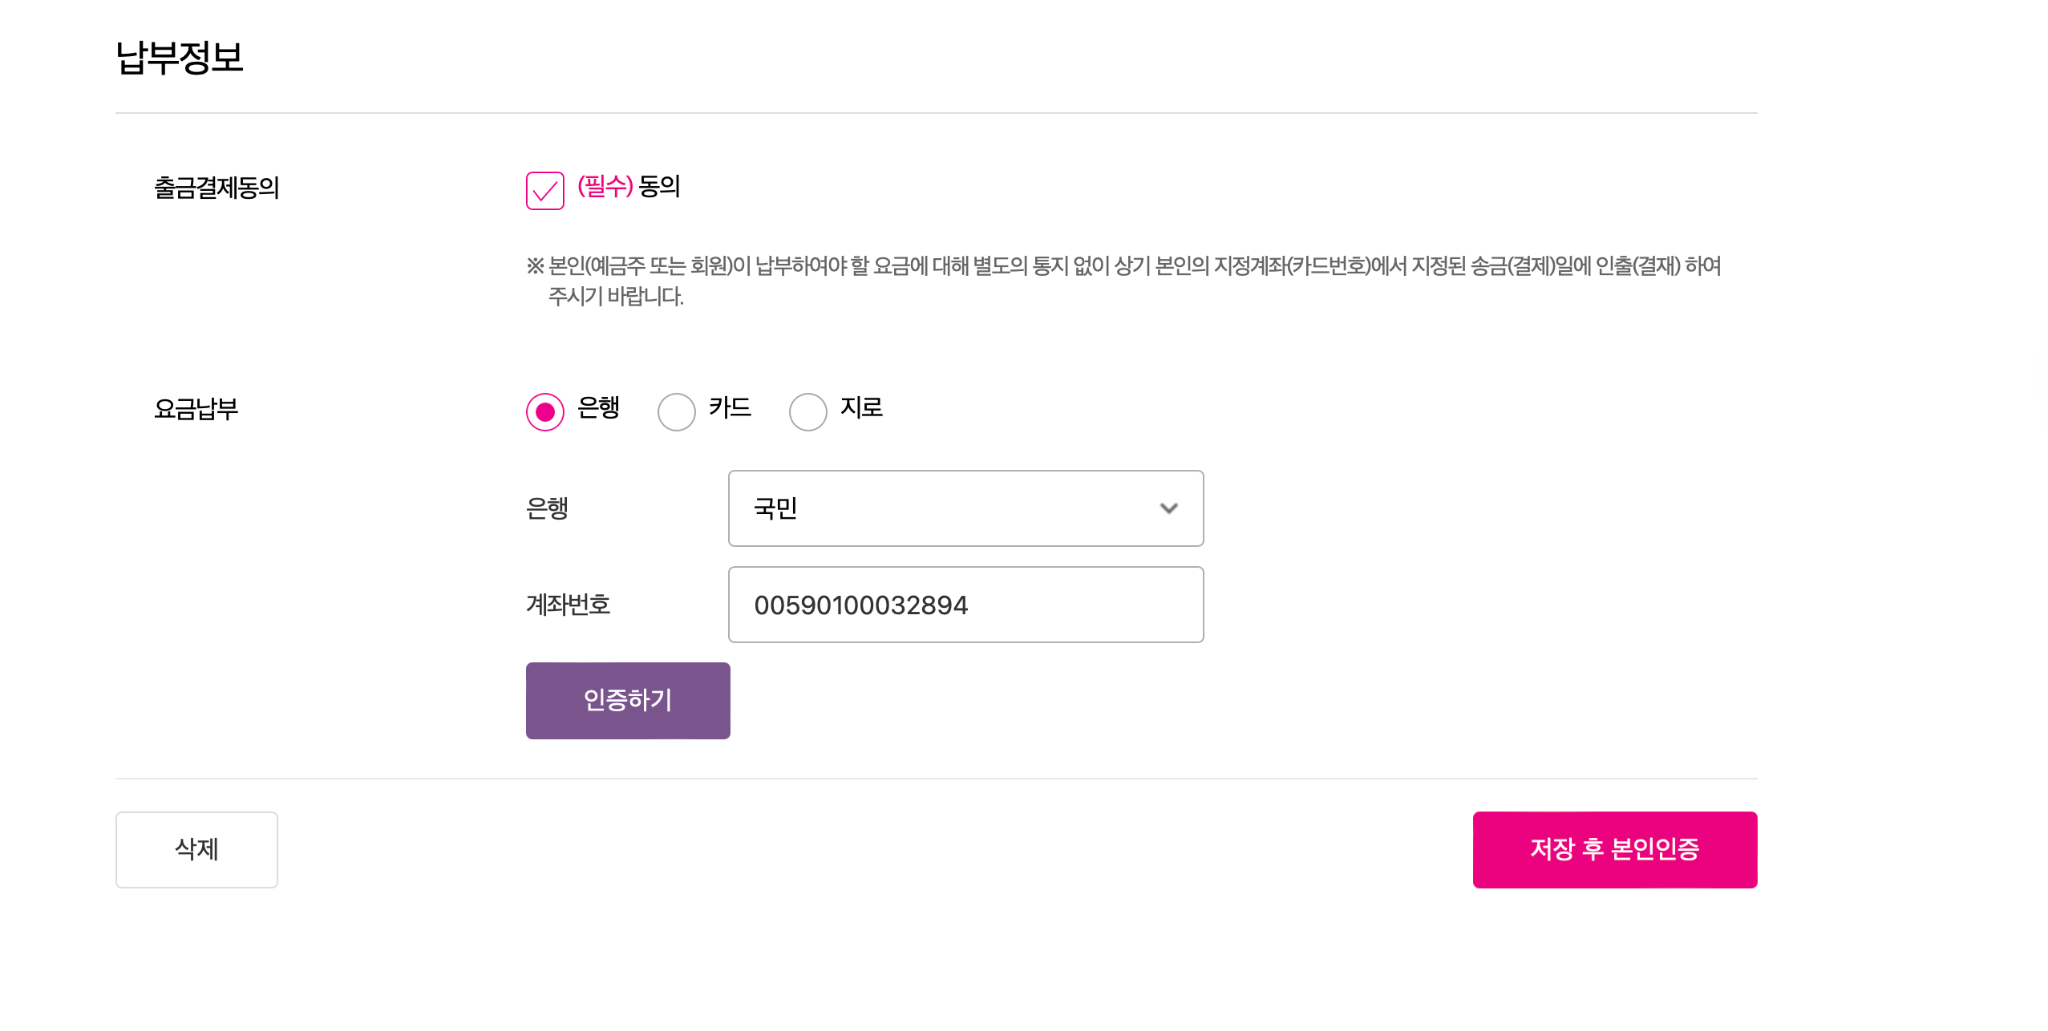 납부정보
출금결제동의
(필수) 동의
※ 본인(예금주 또는 회원)이 납부하여야 할 요금에 대해 별도의 통지 없이 상기 본인의 지정계좌(카드번호)에서 지정된 송금(결제)일에 인출(결재) 하여
주시기 바랍니다.
요금납부
은행 카드 지로
은행 국민
계좌번호 00590100032894
인증하기
삭제 저장 후 본인인증